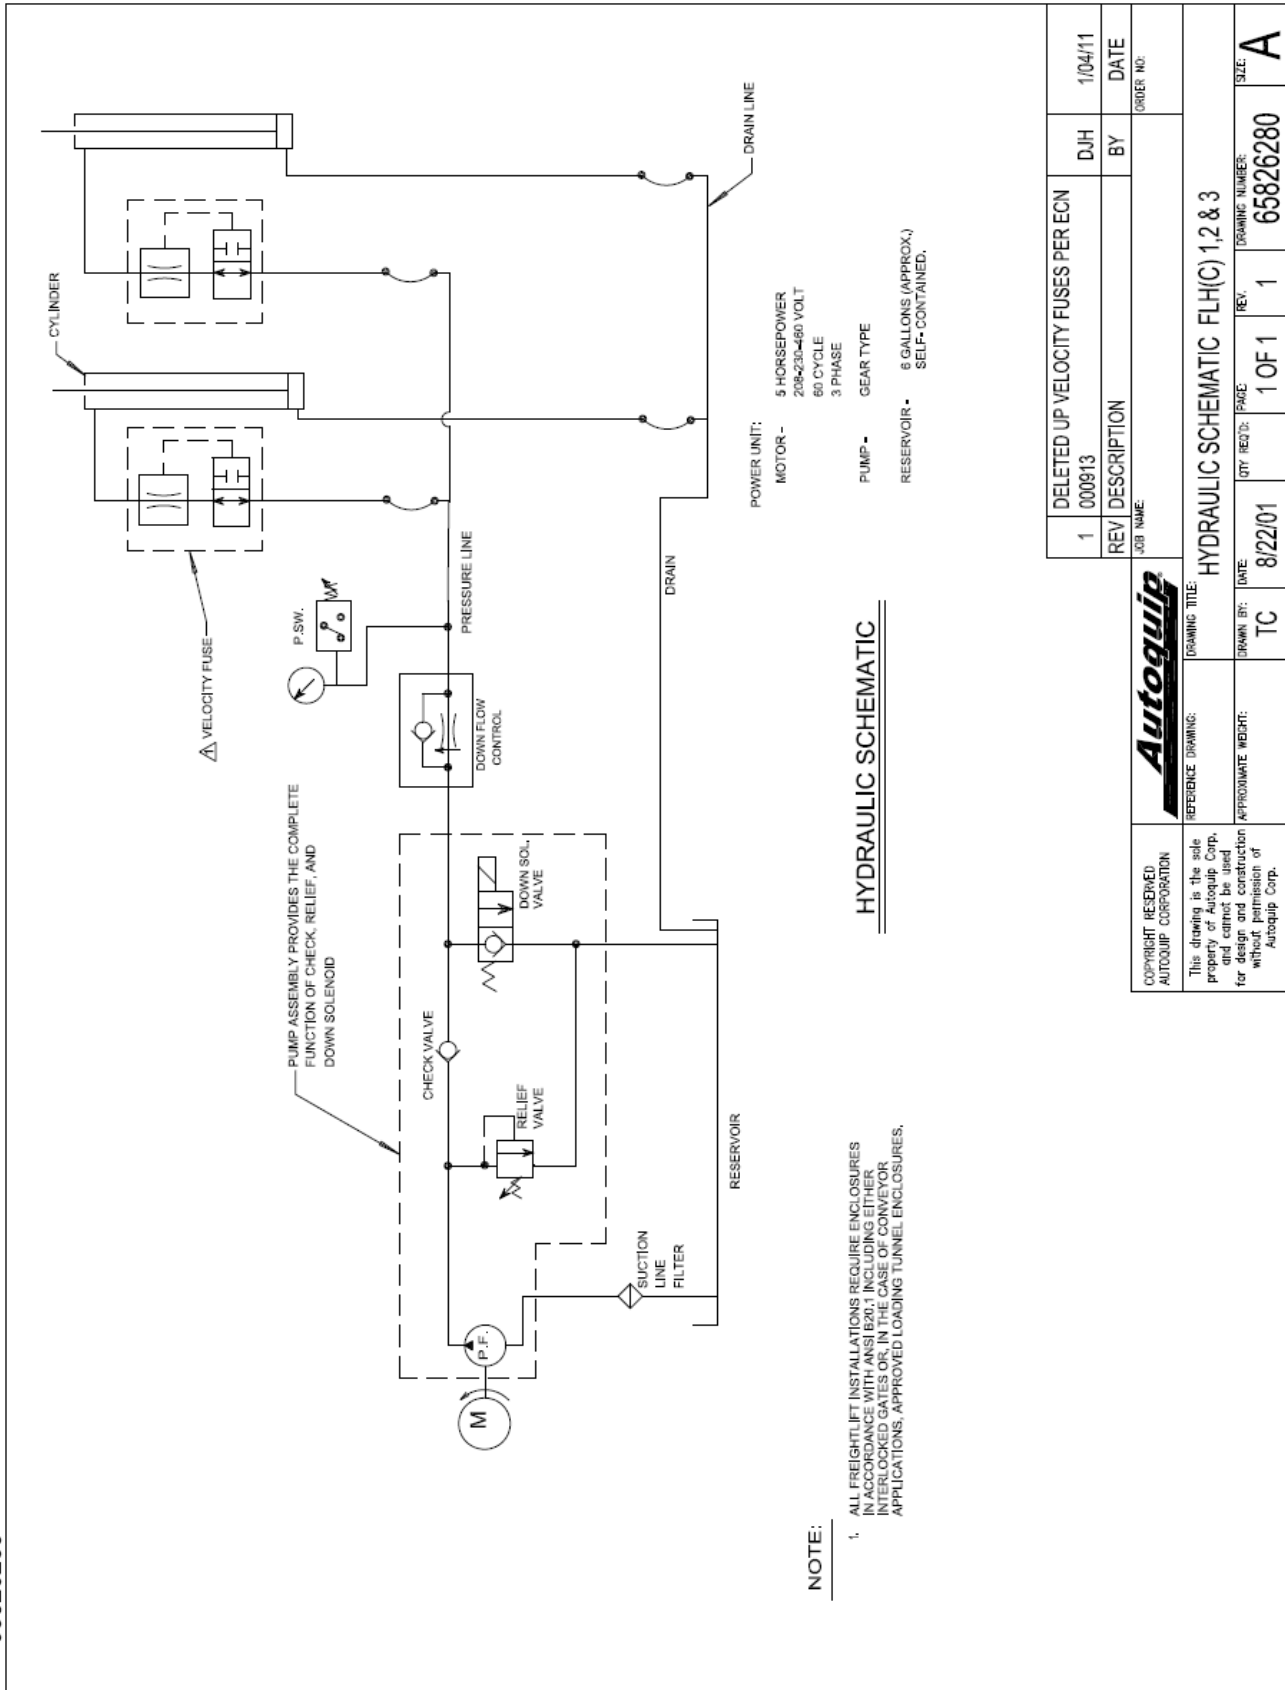 PUMP ASSEMBLY PROVIDES THE COMPLETE
FUNCTION OF CHECK, RELIEF, AND
DOWN SOLENOID
⚠1 VELOCITY FUSE
CYLINDER
P.SW.
CHECK VALVE
PRESSURE LINE
DOWN FLOW
CONTROL
M
P.F.
RELIEF
VALVE
DOWN SOL.
VALVE
SUCTION
LINE
FILTER
DRAIN
DRAIN LINE
RESERVOIR
POWER UNIT:
MOTOR - 5 HORSEPOWER
208-230-460 VOLT
60 CYCLE
3 PHASE
PUMP - GEAR TYPE
RESERVOIR - 6 GALLONS (APPROX.)
SELF-CONTAINED.
HYDRAULIC SCHEMATIC
NOTE:
1. ALL FREIGHTLIFT INSTALLATIONS REQUIRE ENCLOSURES
IN ACCORDANCE WITH ANSI B20.1 INCLUDING EITHER
INTERLOCKED GATES OR, IN THE CASE OF CONVEYOR
APPLICATIONS, APPROVED LOADING TUNNEL ENCLOSURES.
1 DELETED UP VELOCITY FUSES PER ECN DJH 1/04/11
000913
REV DESCRIPTION BY DATE
COPYRIGHT RESERVED
AUTOQUIP CORPORATION
This drawing is the sole
property of Autoquip Corp.
and cannot be used
for design and construction
without permission of
Autoquip Corp.
Autoquip
JOB NAME:
ORDER NO:
REFERENCE DRAWING:
DRAWING TITLE:
HYDRAULIC SCHEMATIC FLH(C) 1,2 & 3
APPROXIMATE WEIGHT:
DRAWN BY: TC
DATE: 8/22/01
QTY REQ'D:
PAGE: 1 OF 1
REV. 1
DRAWING NUMBER: 65826280
SIZE: A